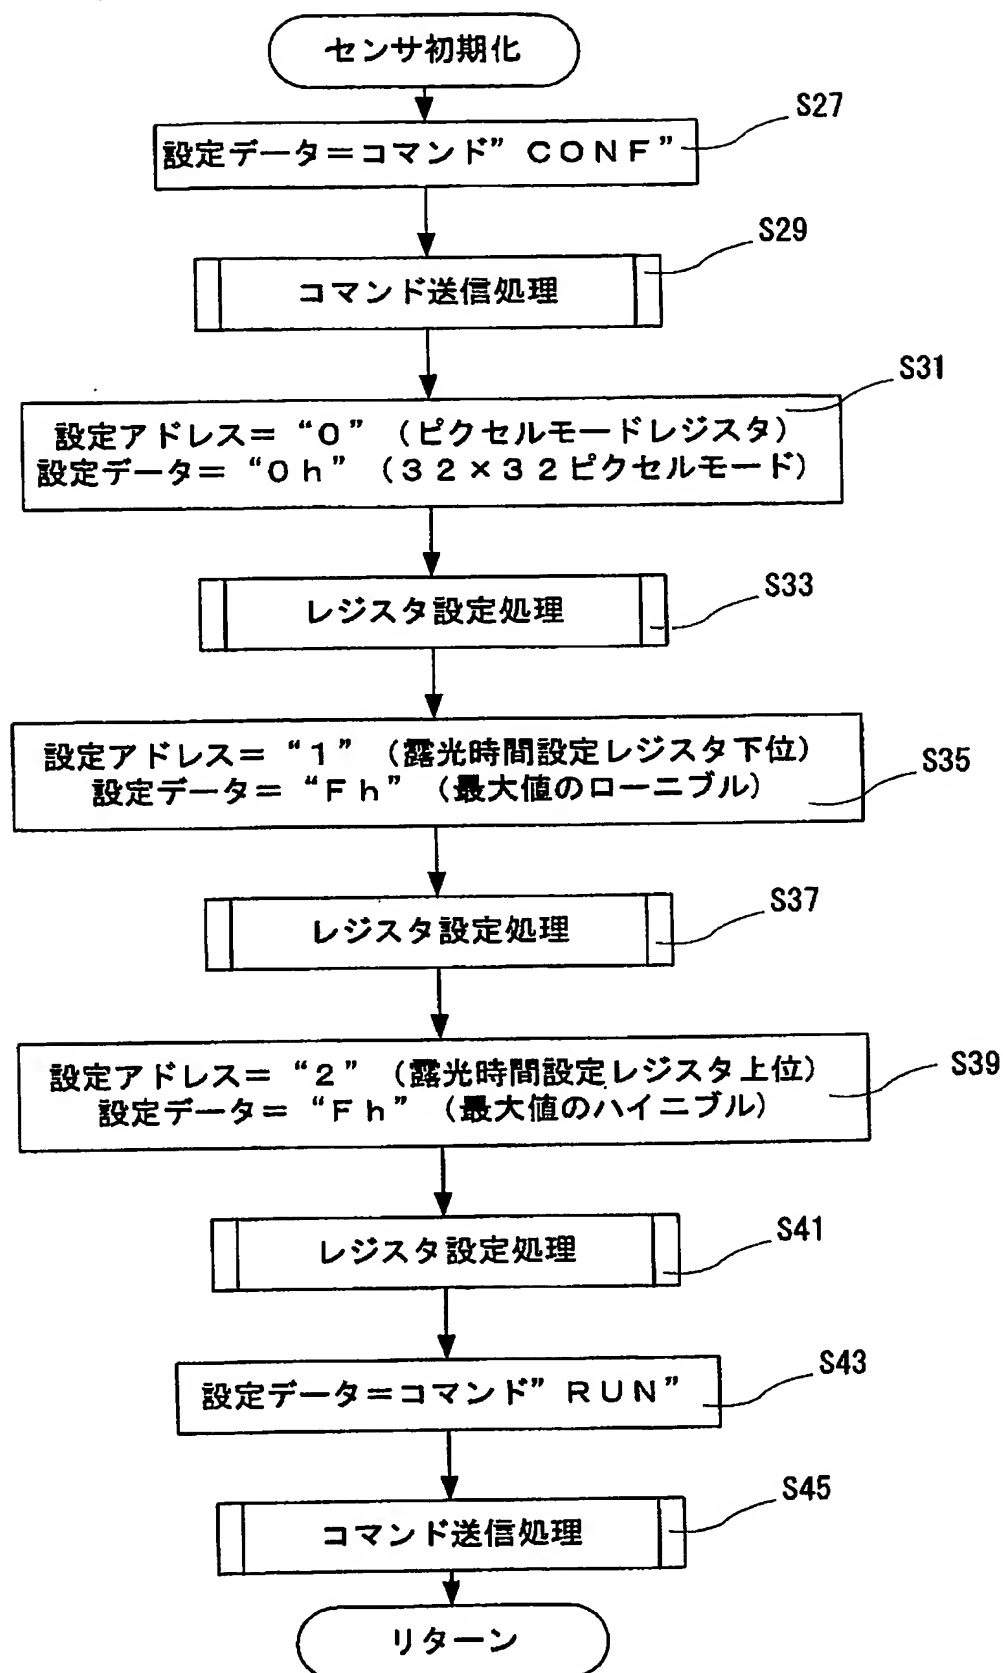 センサ初期化
S27
設定データ=コマンド”CONF”
S29
コマンド送信処理
S31
設定アドレス=“0”(ピクセルモードレジスタ)
設定データ=“0h”(32×32ピクセルモード)
S33
レジスタ設定処理
設定アドレス=“1”(露光時間設定レジスタ下位)
S35
設定データ=“Fh”(最大値のローニブル)
S37
レジスタ設定処理
設定アドレス=“2”(露光時間設定レジスタ上位)
S39
設定データ=“Fh”(最大値のハイニブル)
S41
レジスタ設定処理
S43
設定データ=コマンド”RUN”
S45
コマンド送信処理
リターン